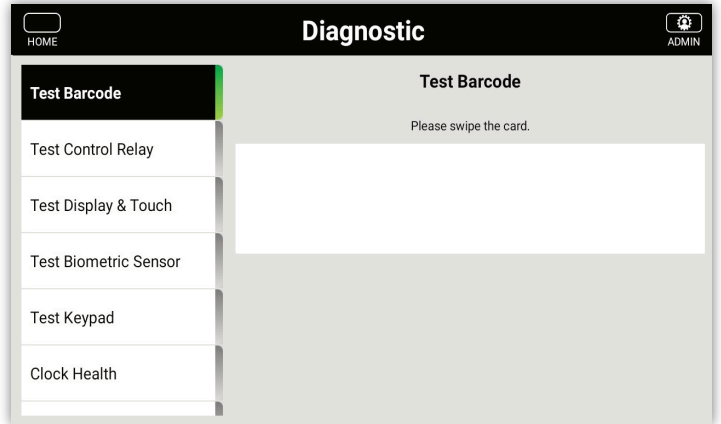 HOME
Diagnostic
ADMIN
Test Barcode
Test Control Relay
Test Display & Touch
Test Biometric Sensor
Test Keypad
Clock Health
Test Barcode
Please swipe the card.